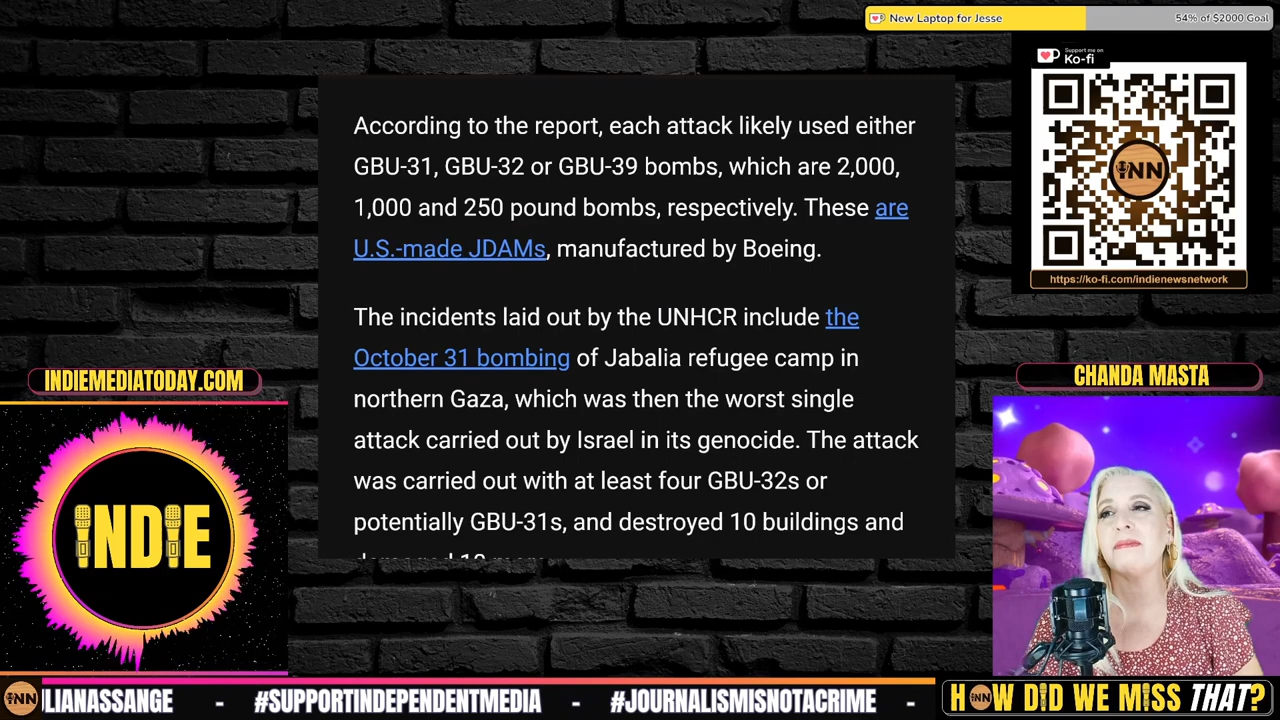 New Laptop for Jesse
54% of $2000 Goal
Support me on
Ko-fi
INN
https://ko-fi.com/indienewsnetwork
According to the report, each attack likely used either
GBU-31, GBU-32 or GBU-39 bombs, which are 2,000,
1,000 and 250 pound bombs, respectively. These are
U.S.-made JDAMs, manufactured by Boeing.
The incidents laid out by the UNHCR include the
October 31 bombing of Jabalia refugee camp in
northern Gaza, which was then the worst single
attack carried out by Israel in its genocide. The attack
was carried out with at least four GBU-32s or
potentially GBU-31s, and destroyed 10 buildings and
INDIEMEDIATODAY.COM
INDIE
CHANDA MASTA
INN
LIANASSANGE - #SUPPORTINDEPENDENTMEDIA - #JOURNALISMISNOTACRIME -
HOW DID WE MISS THAT?